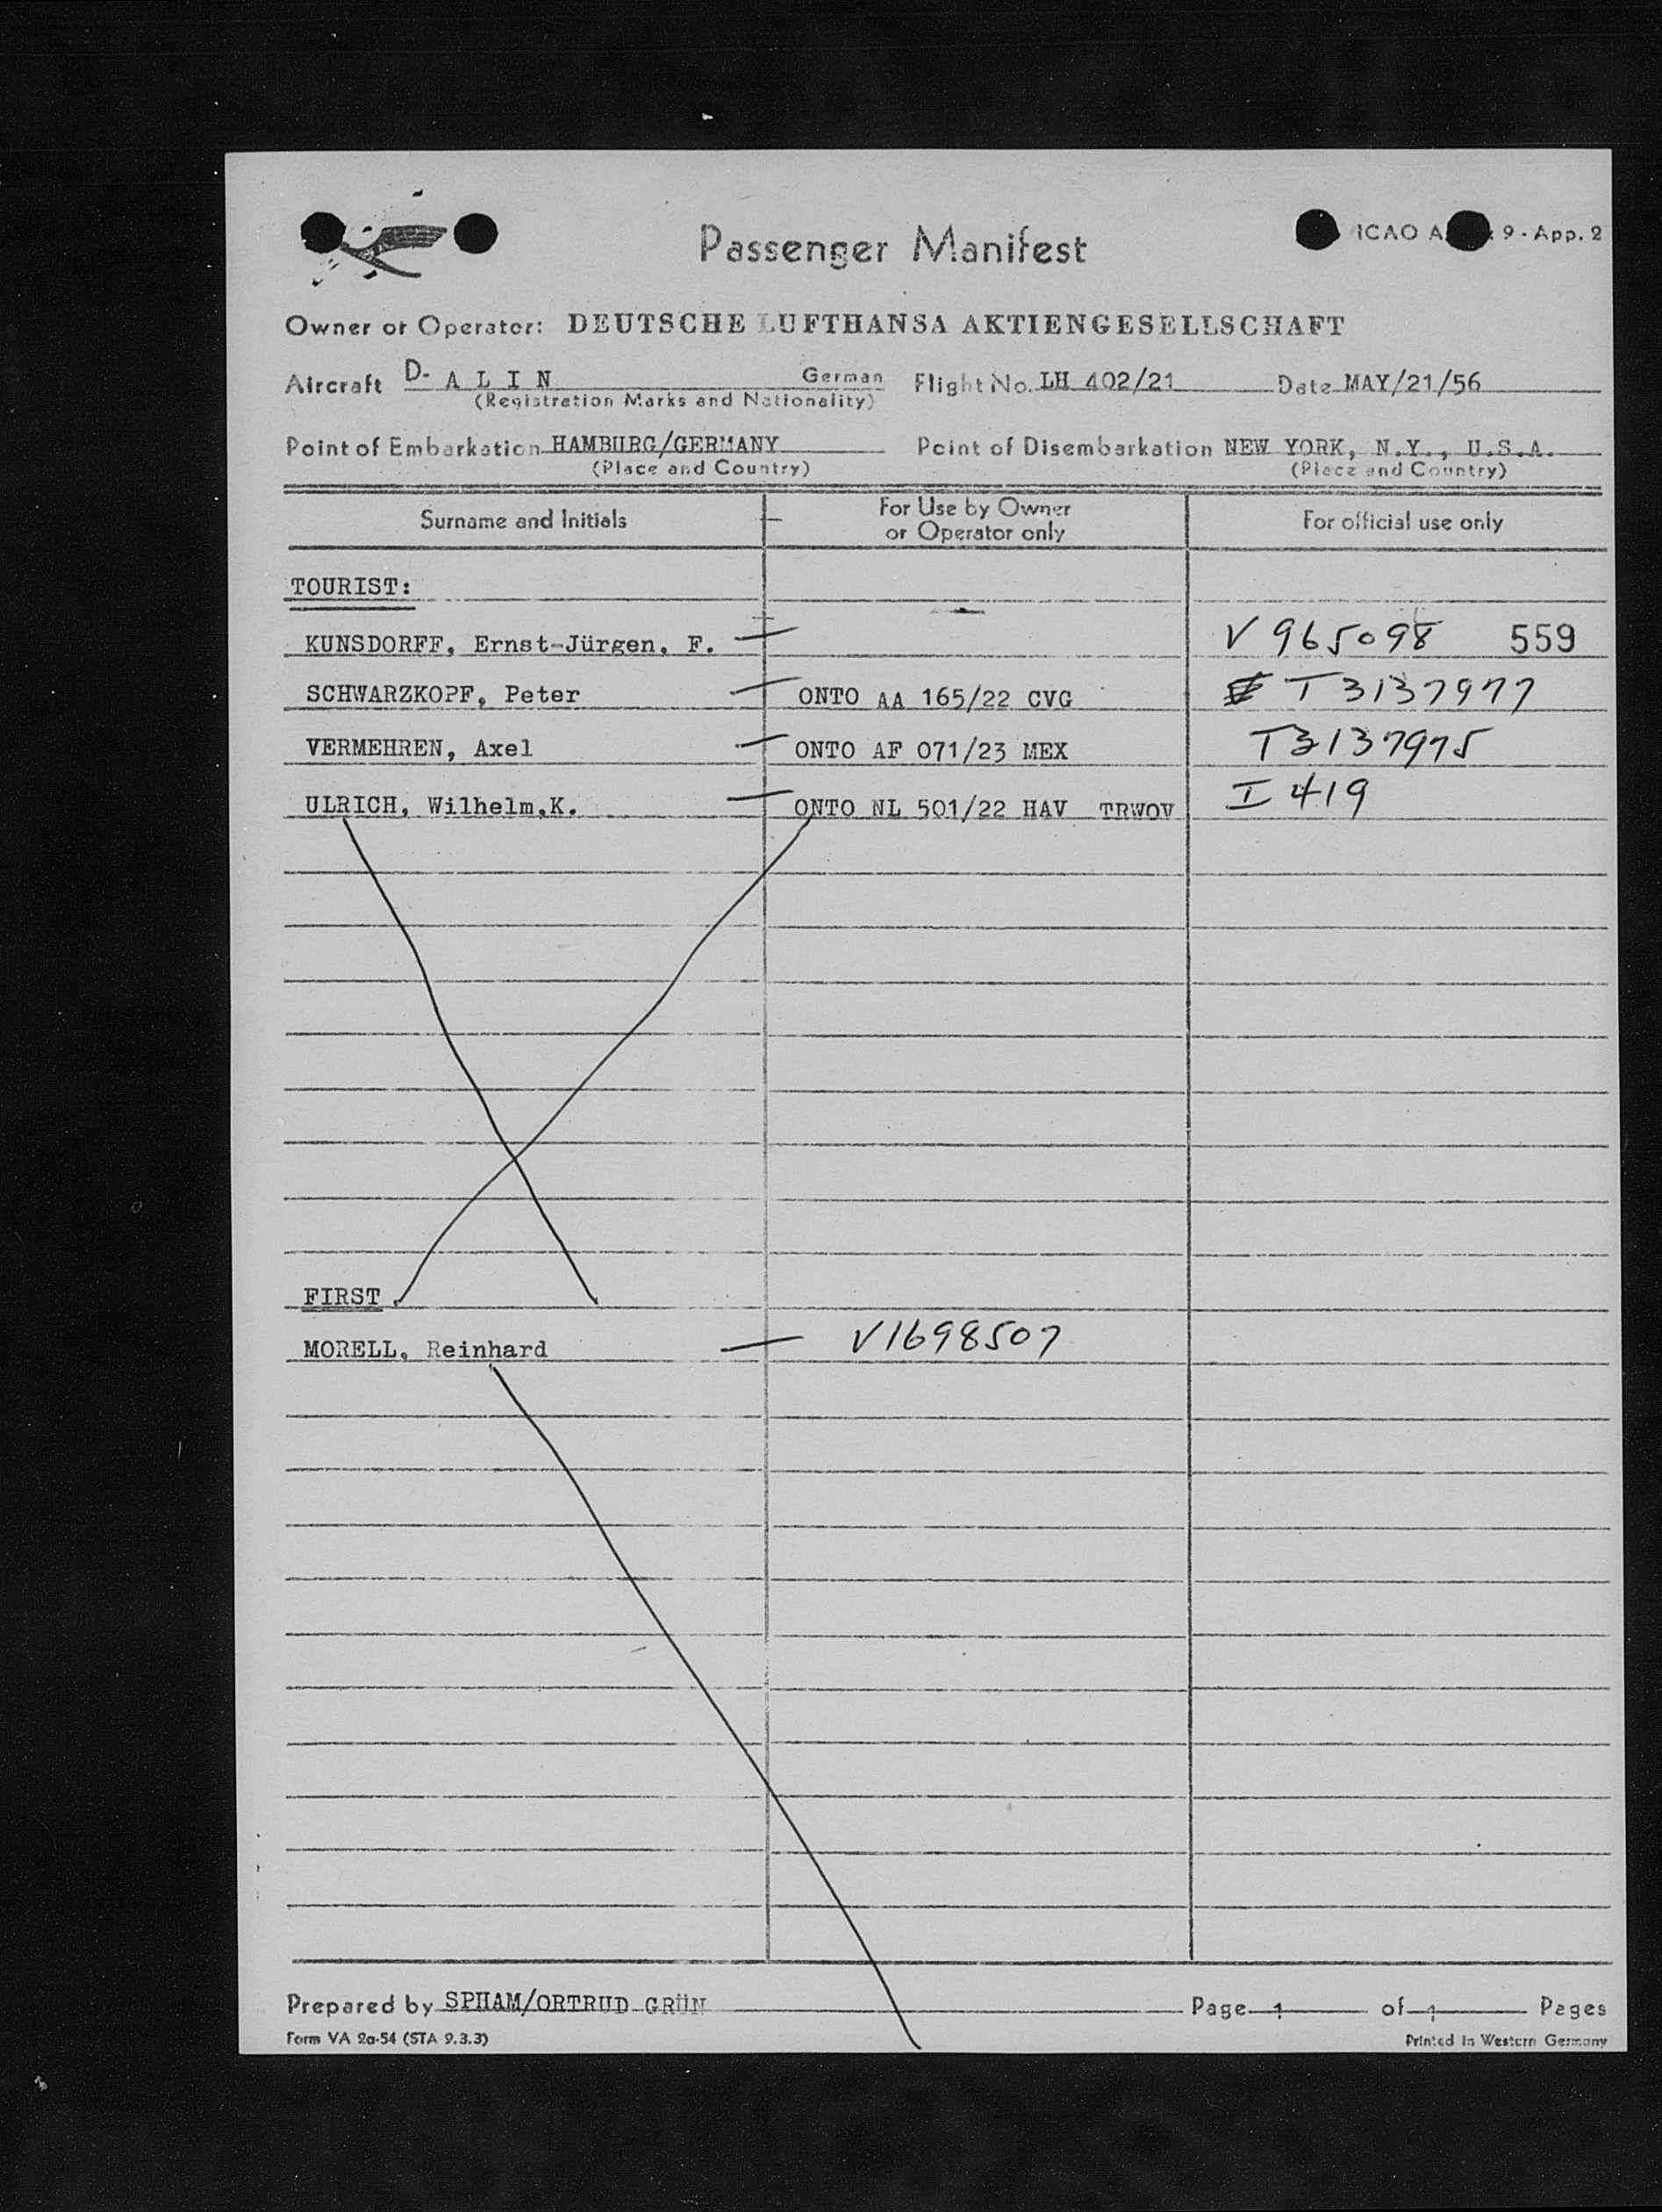 Passenger Manifest
ICAO A 9 - App. 2
Owner or Operator: DEUTSCHE LUFTHANSA AKTIENGESELLSCHAFT
Aircraft D- A L I N German Flight No. LH 402/21 Date MAY/21/56
(Registration Marks and Nationality)
Point of Embarkation HAMBURG/GERMANY Point of Disembarkation NEW YORK, N.Y., U.S.A.
(Place and Country) (Place and Country)
Surname and Initials For Use by Owner or Operator only For official use only
TOURIST:
KUNSDORFF, Ernst-Jürgen, F. V 965098 559
SCHWARZKOPF, Peter ONTO AA 165/22 CVG T 3137977
VERMEHREN, Axel ONTO AF 071/23 MEX T3137975
ULRICH, Wilhelm,K. ONTO NL 501/22 HAV TRWOV I 419
FIRST
MORELL, Reinhard V1698507
Prepared by SPHAM/ORTRUD GRÜN Page 1 of 1 Pages
Form VA 2a-54 (STA 9.3.3) Printed in Western Germany